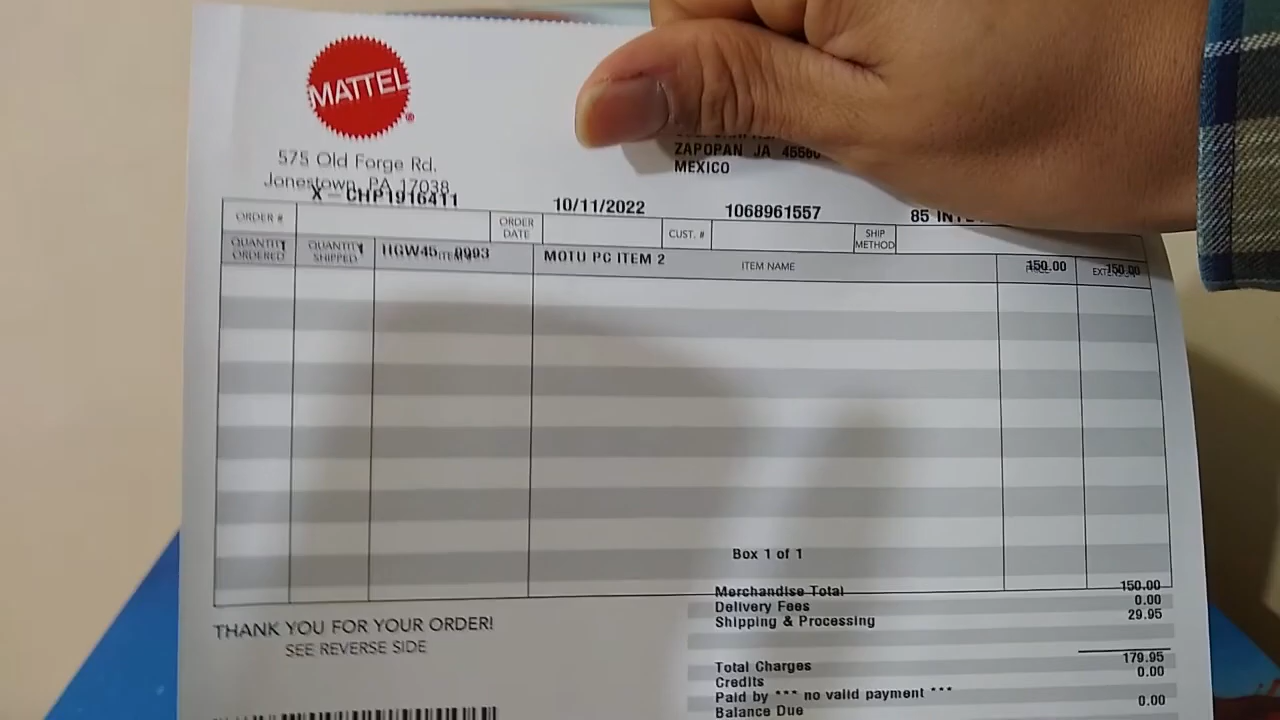 MATTEL
575 Old Forge Rd.
Jonestown, PA 17038
ZAPOPAN JA 45560
MEXICO
X - CHP1916411 10/11/2022 1068961557 85
ORDER # ORDER DATE CUST. # SHIP METHOD
QUANTITY ORDERED QUANTITY SHIPPED HGW45 0993 MOTU PC ITEM 2 ITEM NAME 150.00 150.00
Box 1 of 1
Merchandise Total 150.00
Delivery Fees 0.00
Shipping & Processing 29.95
THANK YOU FOR YOUR ORDER!
SEE REVERSE SIDE
Total Charges 179.95
Credits 0.00
Paid by *** no valid payment ***
Balance Due 0.00